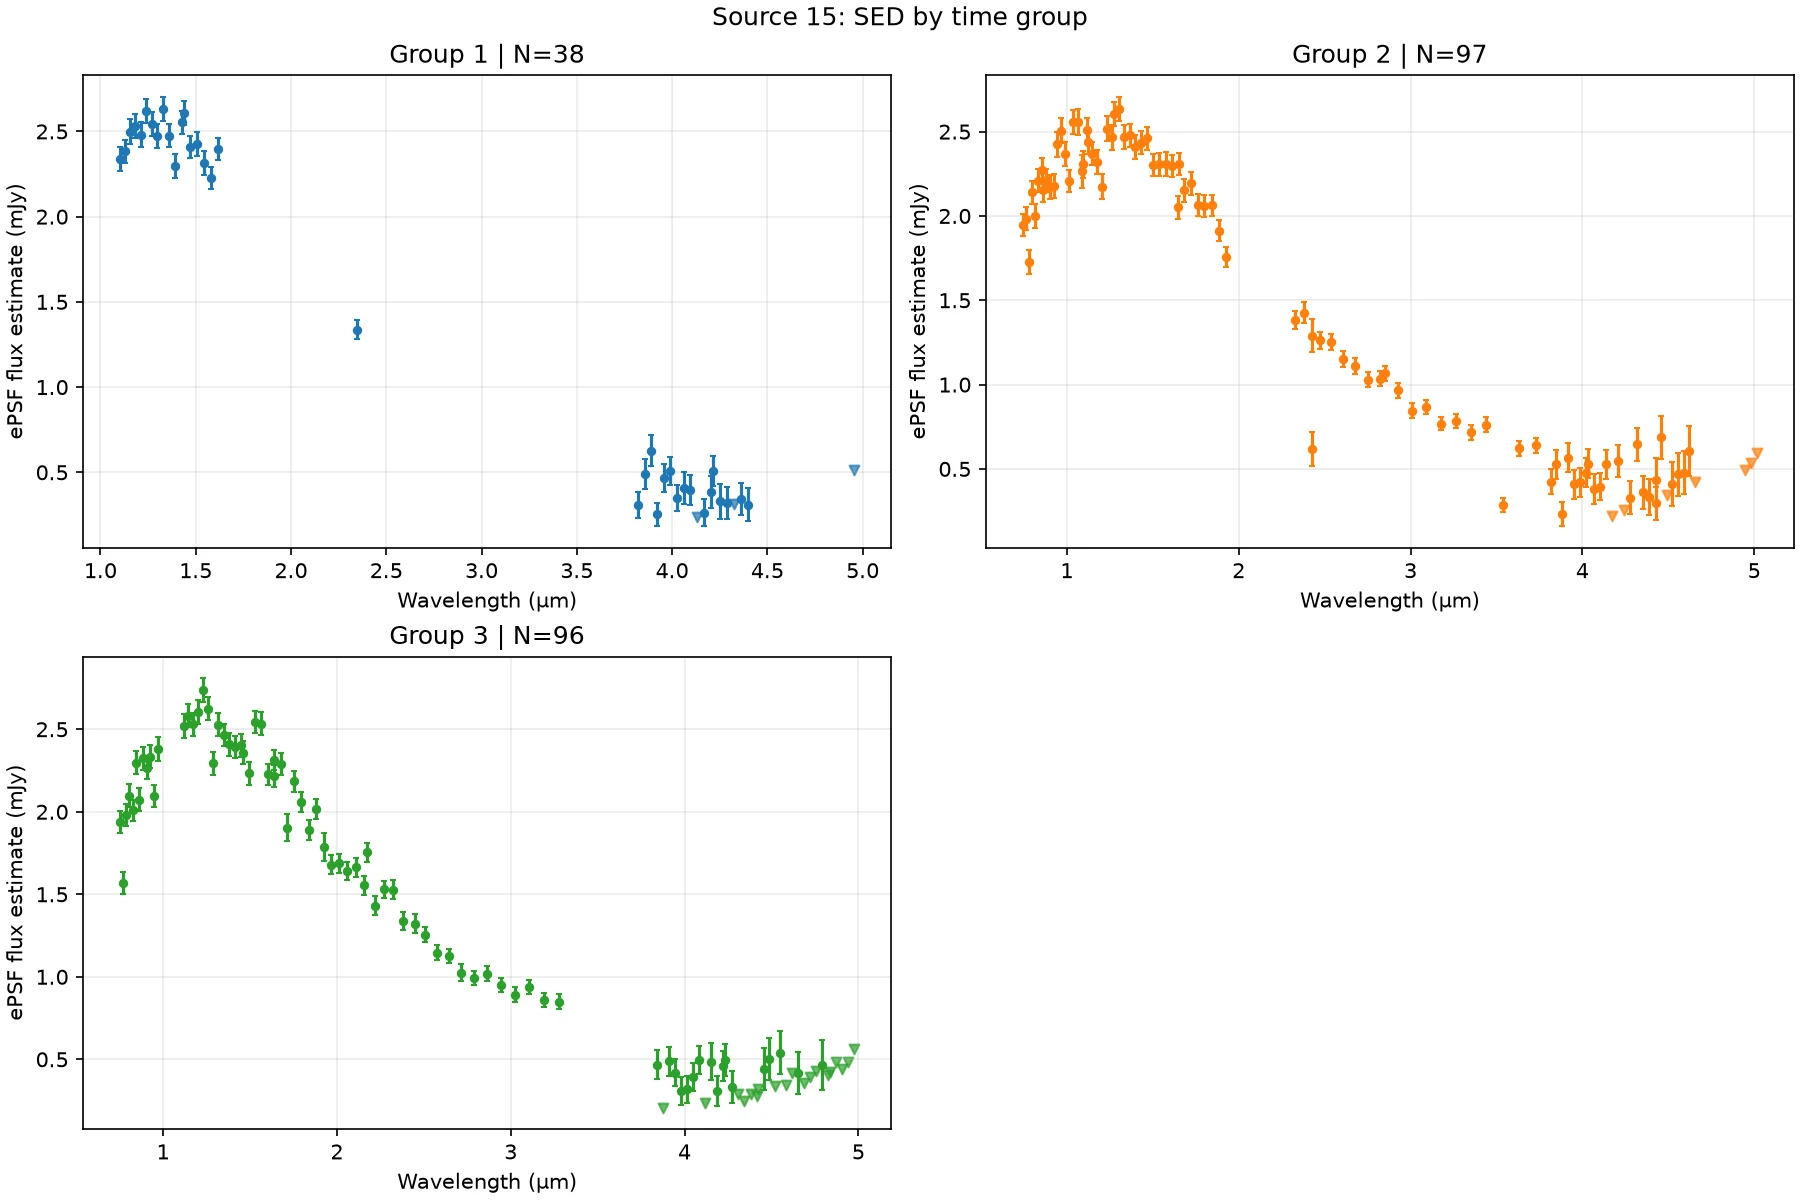 Source 15: SED by time group
Group 1 | N=38
ePSF flux estimate (mJy)
2.5
2.0
1.5
1.0
0.5
1.0 1.5 2.0 2.5 3.0 3.5 4.0 4.5 5.0
Wavelength (μm)
Group 2 | N=97
ePSF flux estimate (mJy)
2.5
2.0
1.5
1.0
0.5
1 2 3 4 5
Wavelength (μm)
Group 3 | N=96
ePSF flux estimate (mJy)
2.5
2.0
1.5
1.0
0.5
1 2 3 4 5
Wavelength (μm)